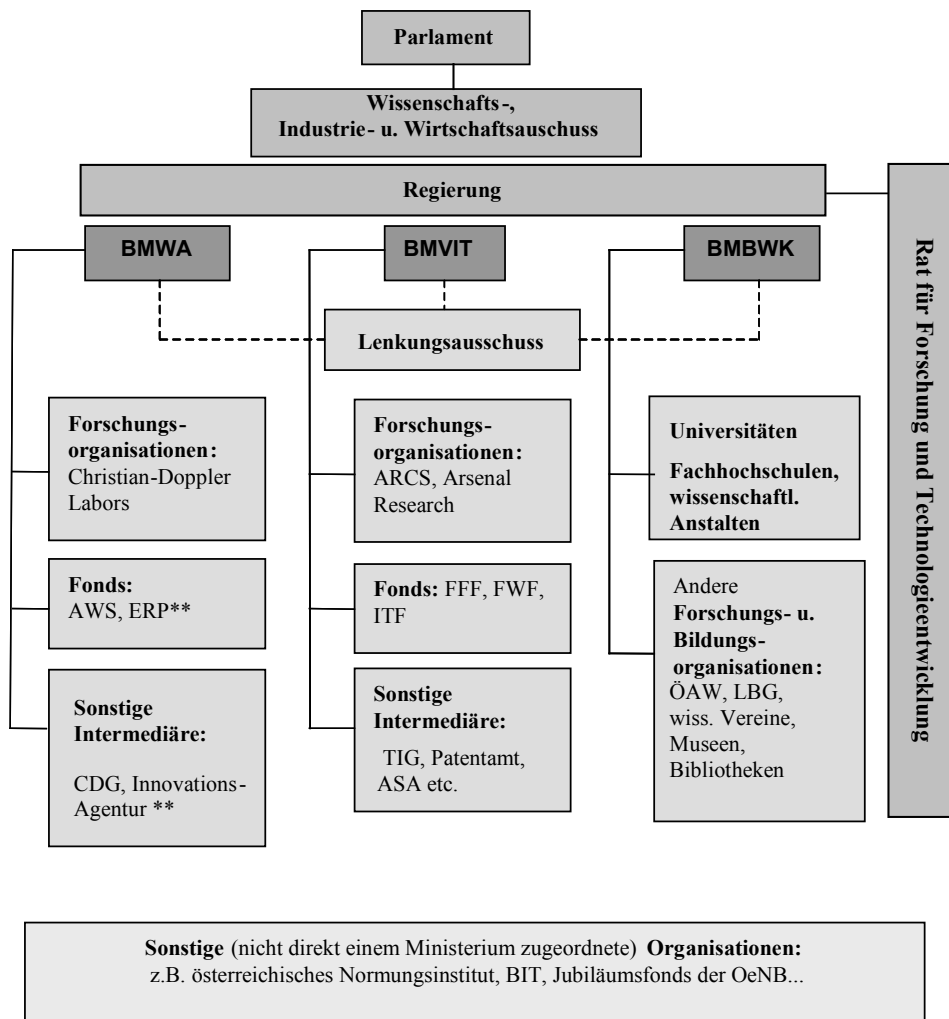 Parlament
Wissenschafts-,
Industrie- u. Wirtschaftsauschuss
Regierung
Rat für Forschung und Technologieentwicklung
BMWA
BMVIT
BMBWK
Lenkungsausschuss
Forschungs-
organisationen:
Christian-Doppler
Labors
Forschungs-
organisationen:
ARCS, Arsenal
Research
Universitäten
Fachhochschulen,
wissenschaftl.
Anstalten
Fonds:
AWS, ERP**
Fonds: FFF, FWF,
ITF
Andere
Forschungs- u.
Bildungs-
organisationen:
ÖAW, LBG,
wiss. Vereine,
Museen,
Bibliotheken
Sonstige
Intermediäre:
CDG, Innovations-
Agentur **
Sonstige
Intermediäre:
TIG, Patentamt,
ASA etc.
Sonstige (nicht direkt einem Ministerium zugeordnete) Organisationen:
z.B. österreichisches Normungsinstitut, BIT, Jubiläumsfonds der OeNB...